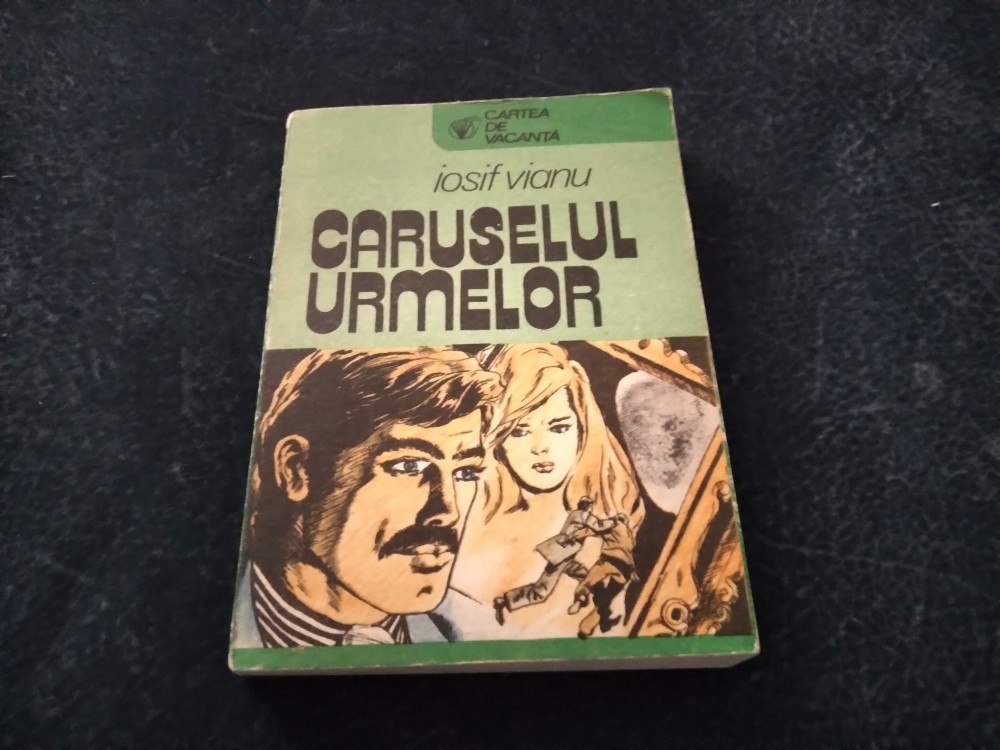 CARTEA
DE
VACANȚĂ
iosif vianu
CARUSELUL
URMELOR